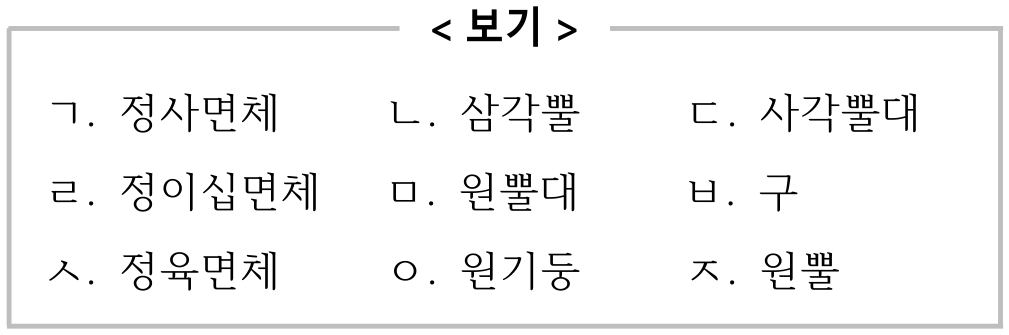 < 보기 >
ㄱ. 정사면체 ㄴ. 삼각뿔 ㄷ. 사각뿔대
ㄹ. 정이십면체 ㅁ. 원뿔대 ㅂ. 구
ㅅ. 정육면체 ㅇ. 원기둥 ㅈ. 원뿔